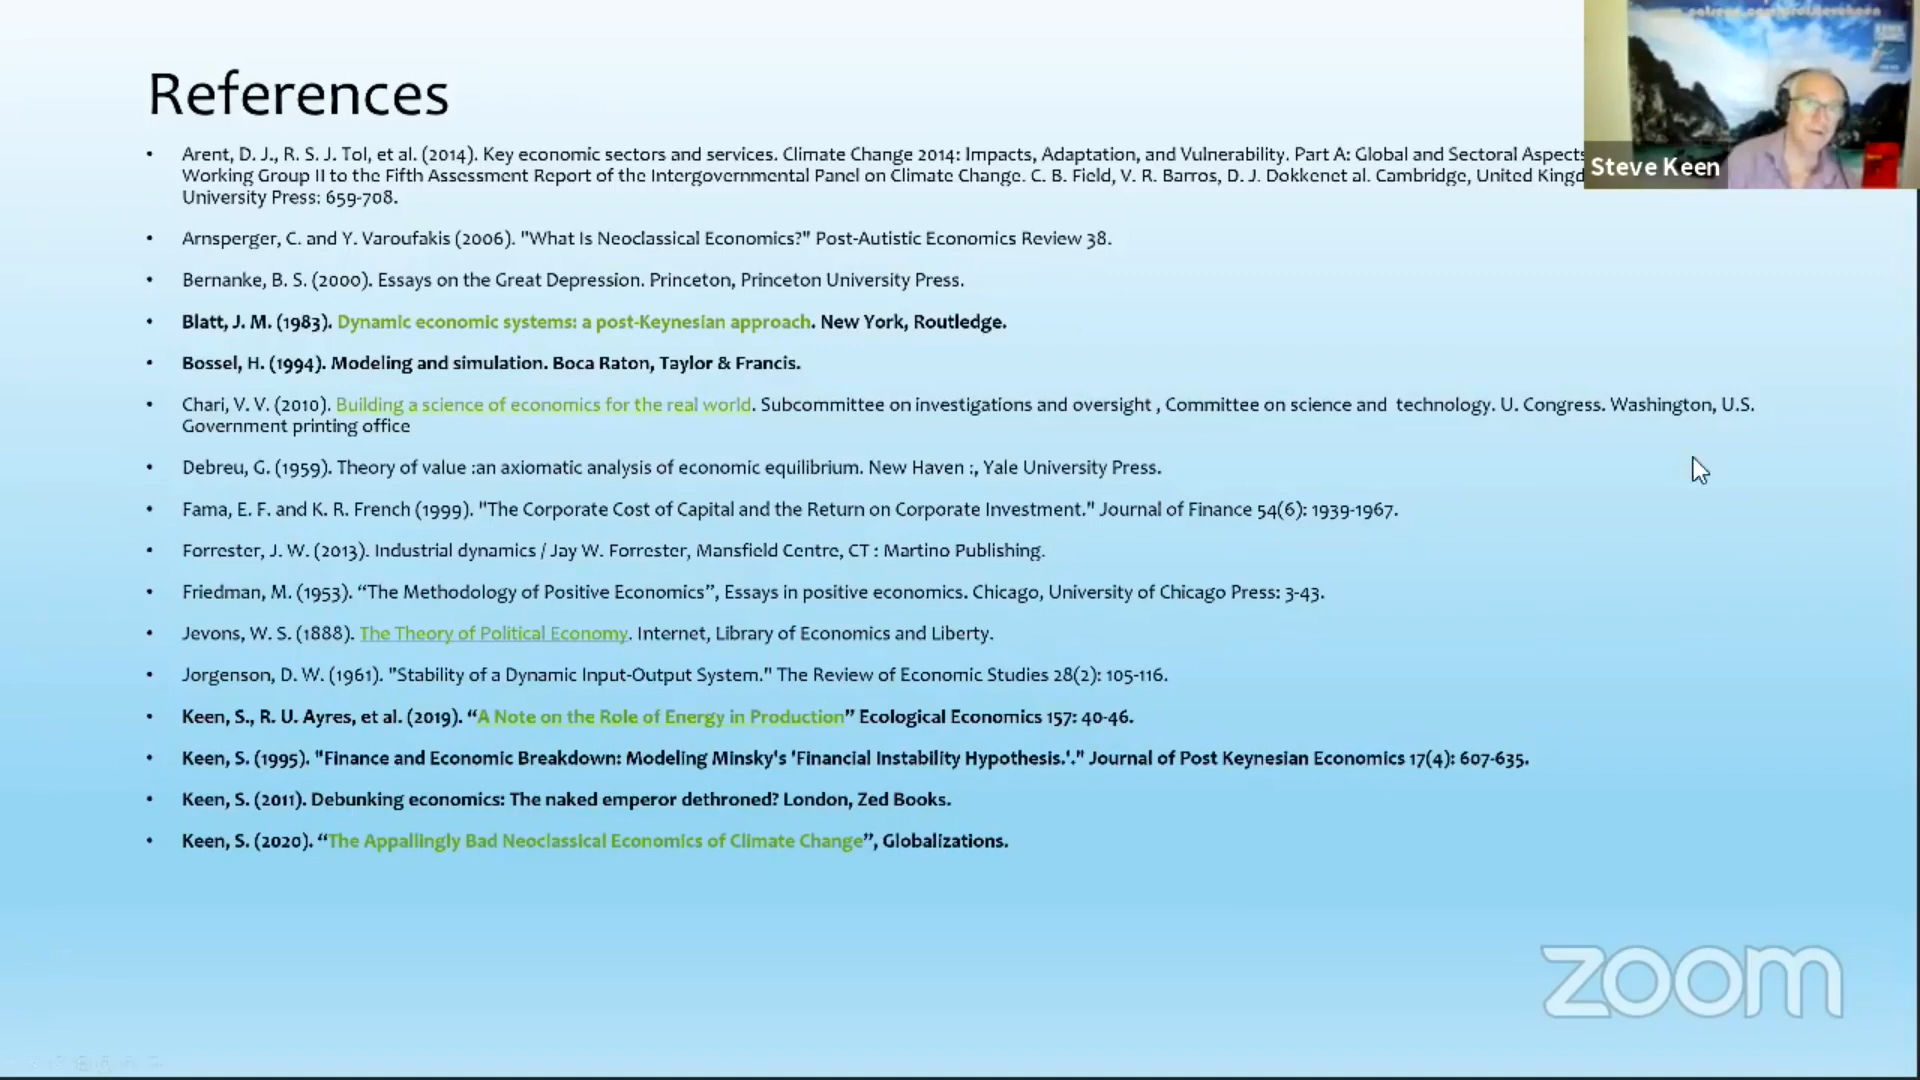 References
• Arent, D. J., R. S. J. Tol, et al. (2014). Key economic sectors and services. Climate Change 2014: Impacts, Adaptation, and Vulnerability. Part A: Global and Sectoral Aspects
Working Group II to the Fifth Assessment Report of the Intergovernmental Panel on Climate Change. C. B. Field, V. R. Barros, D. J. Dokkenet al. Cambridge, United Kingd
University Press: 659-708.
• Arnsperger, C. and Y. Varoufakis (2006). "What Is Neoclassical Economics?" Post-Autistic Economics Review 38.
• Bernanke, B. S. (2000). Essays on the Great Depression. Princeton, Princeton University Press.
• Blatt, J. M. (1983). Dynamic economic systems: a post-Keynesian approach. New York, Routledge.
• Bossel, H. (1994). Modeling and simulation. Boca Raton, Taylor & Francis.
• Chari, V. V. (2010). Building a science of economics for the real world. Subcommittee on investigations and oversight , Committee on science and technology. U. Congress. Washington, U.S.
Government printing office
• Debreu, G. (1959). Theory of value :an axiomatic analysis of economic equilibrium. New Haven :, Yale University Press.
• Fama, E. F. and K. R. French (1999). "The Corporate Cost of Capital and the Return on Corporate Investment." Journal of Finance 54(6): 1939-1967.
• Forrester, J. W. (2013). Industrial dynamics / Jay W. Forrester, Mansfield Centre, CT : Martino Publishing.
• Friedman, M. (1953). “The Methodology of Positive Economics”, Essays in positive economics. Chicago, University of Chicago Press: 3-43.
• Jevons, W. S. (1888). The Theory of Political Economy. Internet, Library of Economics and Liberty.
• Jorgenson, D. W. (1961). "Stability of a Dynamic Input-Output System." The Review of Economic Studies 28(2): 105-116.
• Keen, S., R. U. Ayres, et al. (2019). “A Note on the Role of Energy in Production” Ecological Economics 157: 40-46.
• Keen, S. (1995). "Finance and Economic Breakdown: Modeling Minsky's 'Financial Instability Hypothesis.'." Journal of Post Keynesian Economics 17(4): 607-635.
• Keen, S. (2011). Debunking economics: The naked emperor dethroned? London, Zed Books.
• Keen, S. (2020). “The Appallingly Bad Neoclassical Economics of Climate Change”, Globalizations.
Steve Keen
zoom